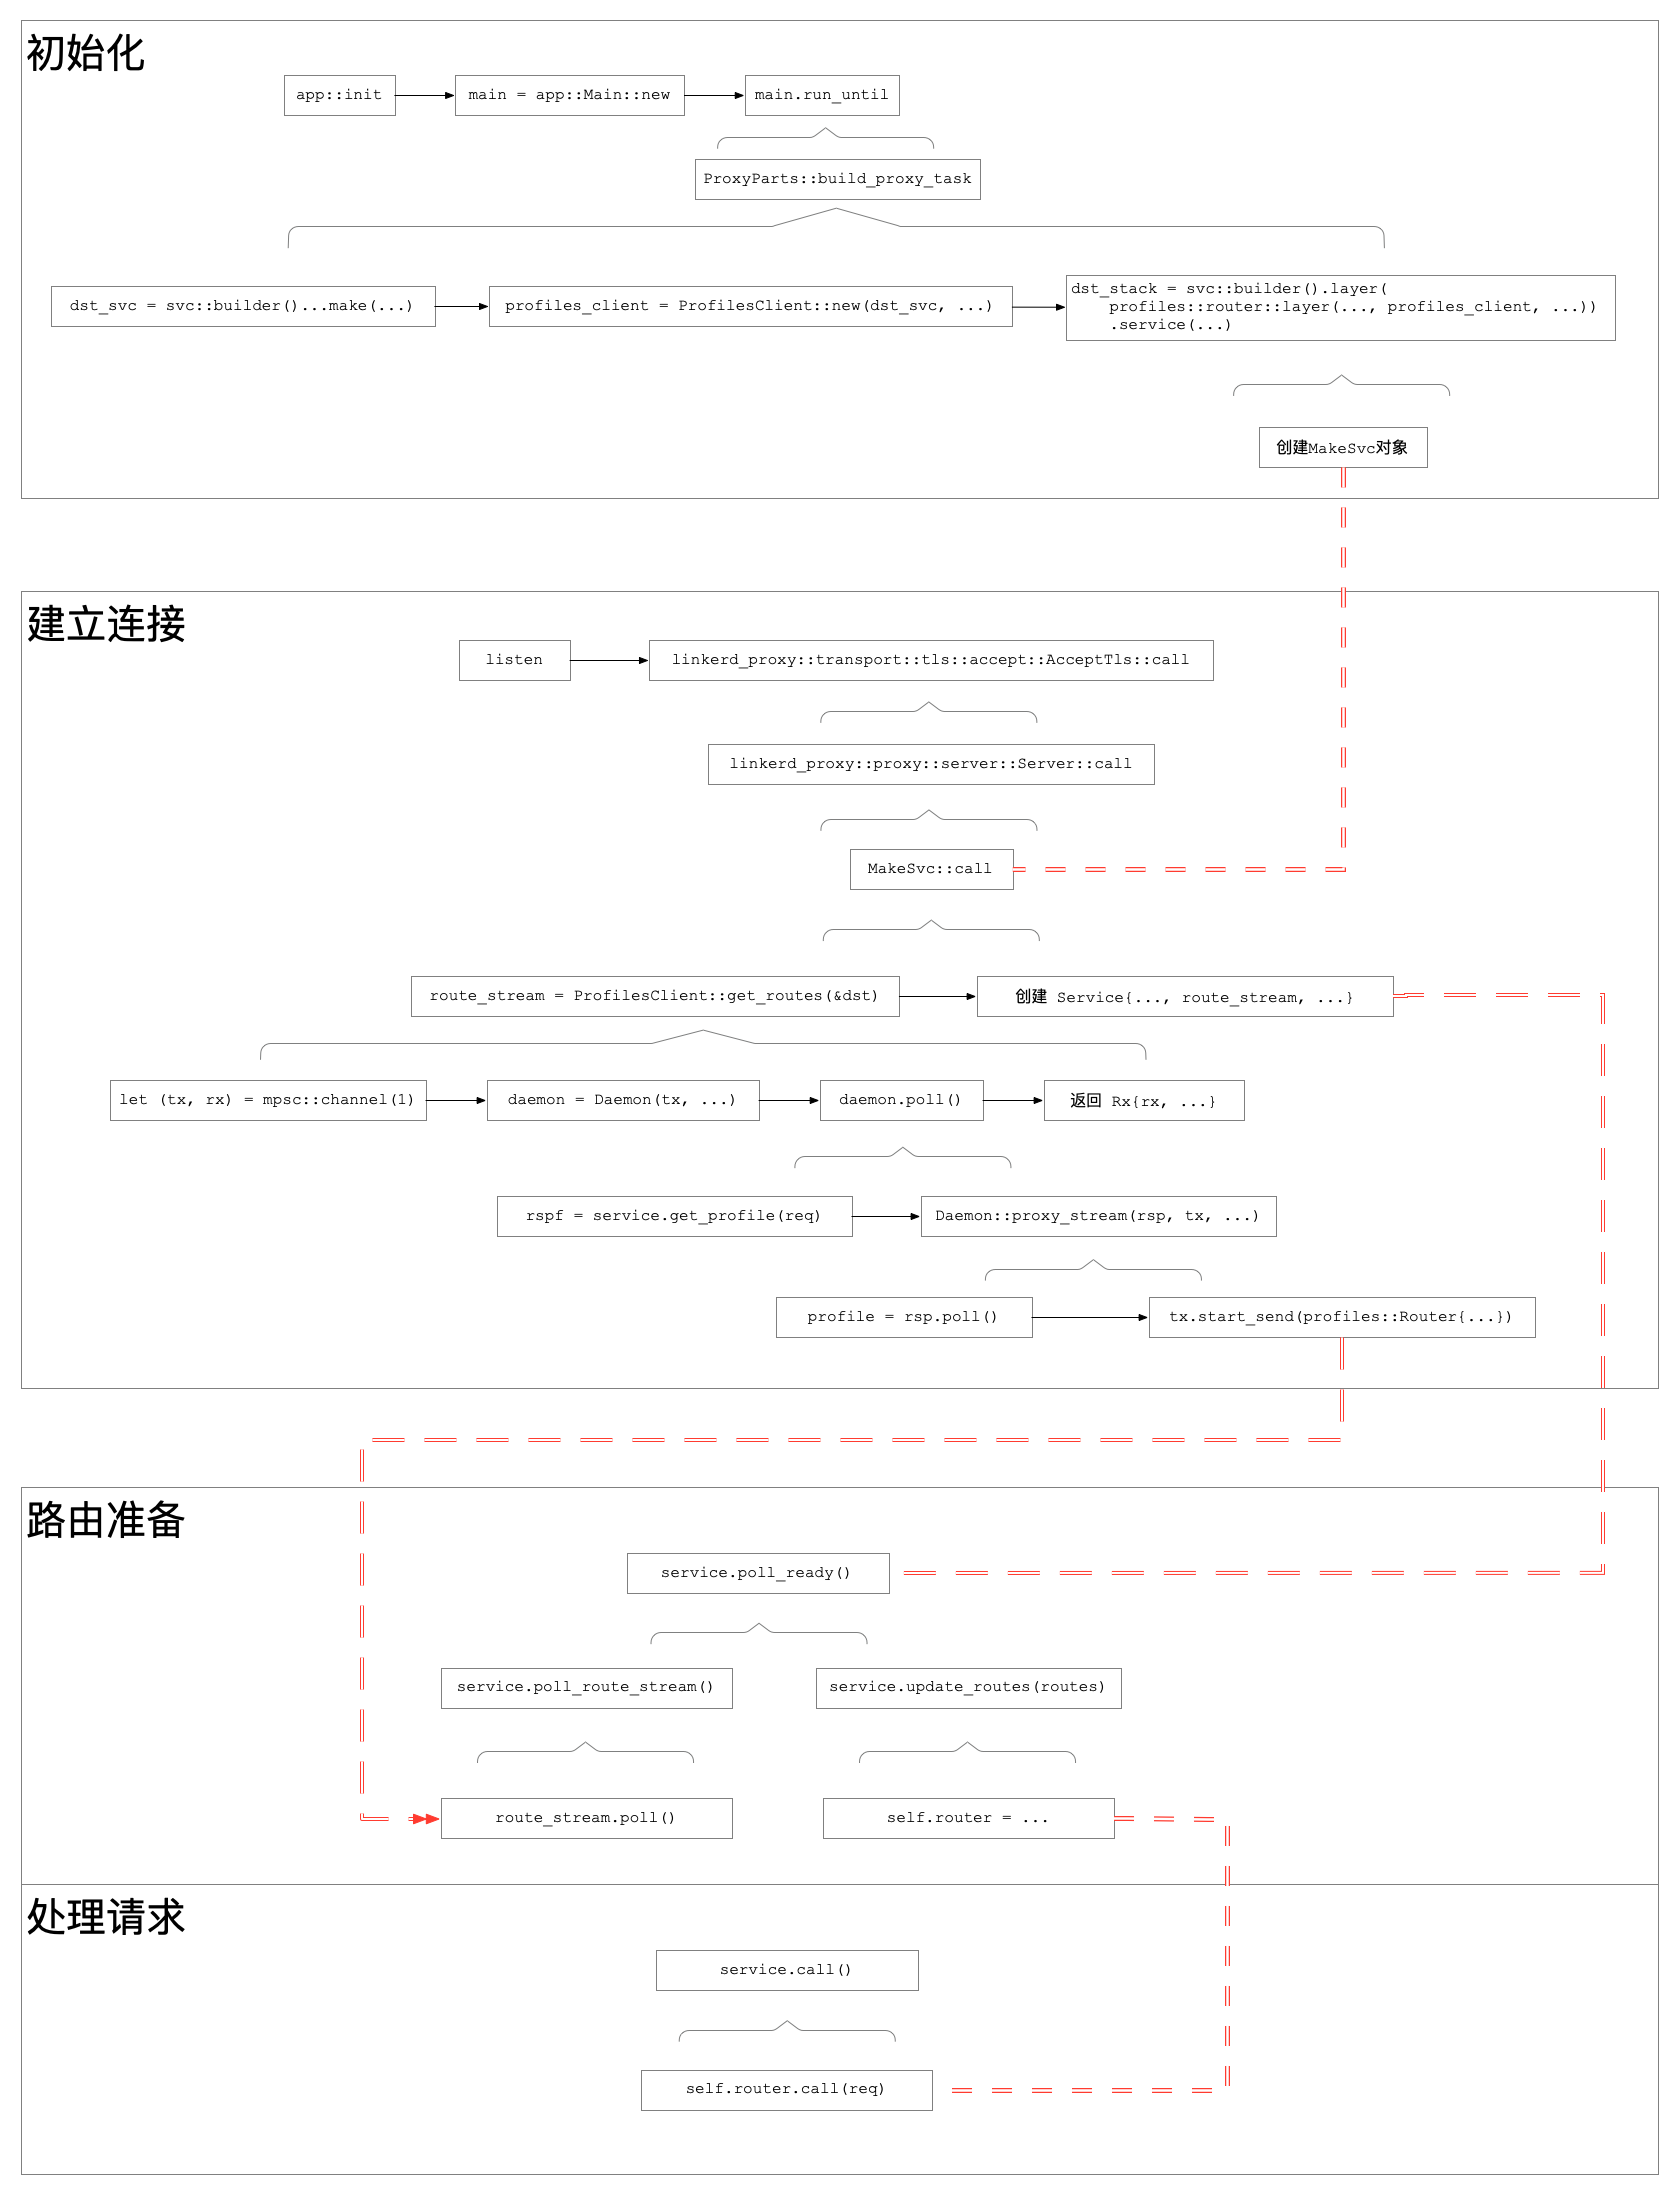 初始化
app::init
main = app::Main::new
main.run_until
ProxyParts::build_proxy_task
dst_svc = svc::builder()...make(...)
profiles_client = ProfilesClient::new(dst_svc, ...)
dst_stack = svc::builder().layer(
profiles::router::layer(..., profiles_client, ...))
.service(...)
创建MakeSvc对象
建立连接
listen
linkerd_proxy::transport::tls::accept::AcceptTls::call
linkerd_proxy::proxy::server::Server::call
MakeSvc::call
route_stream = ProfilesClient::get_routes(&dst)
创建 Service{..., route_stream, ...}
let (tx, rx) = mpsc::channel(1)
daemon = Daemon(tx, ...)
daemon.poll()
返回 Rx{rx, ...}
rspf = service.get_profile(req)
Daemon::proxy_stream(rsp, tx, ...)
profile = rsp.poll()
tx.start_send(profiles::Router{...})
路由准备
service.poll_ready()
service.poll_route_stream()
service.update_routes(routes)
route_stream.poll()
self.router = ...
处理请求
service.call()
self.router.call(req)